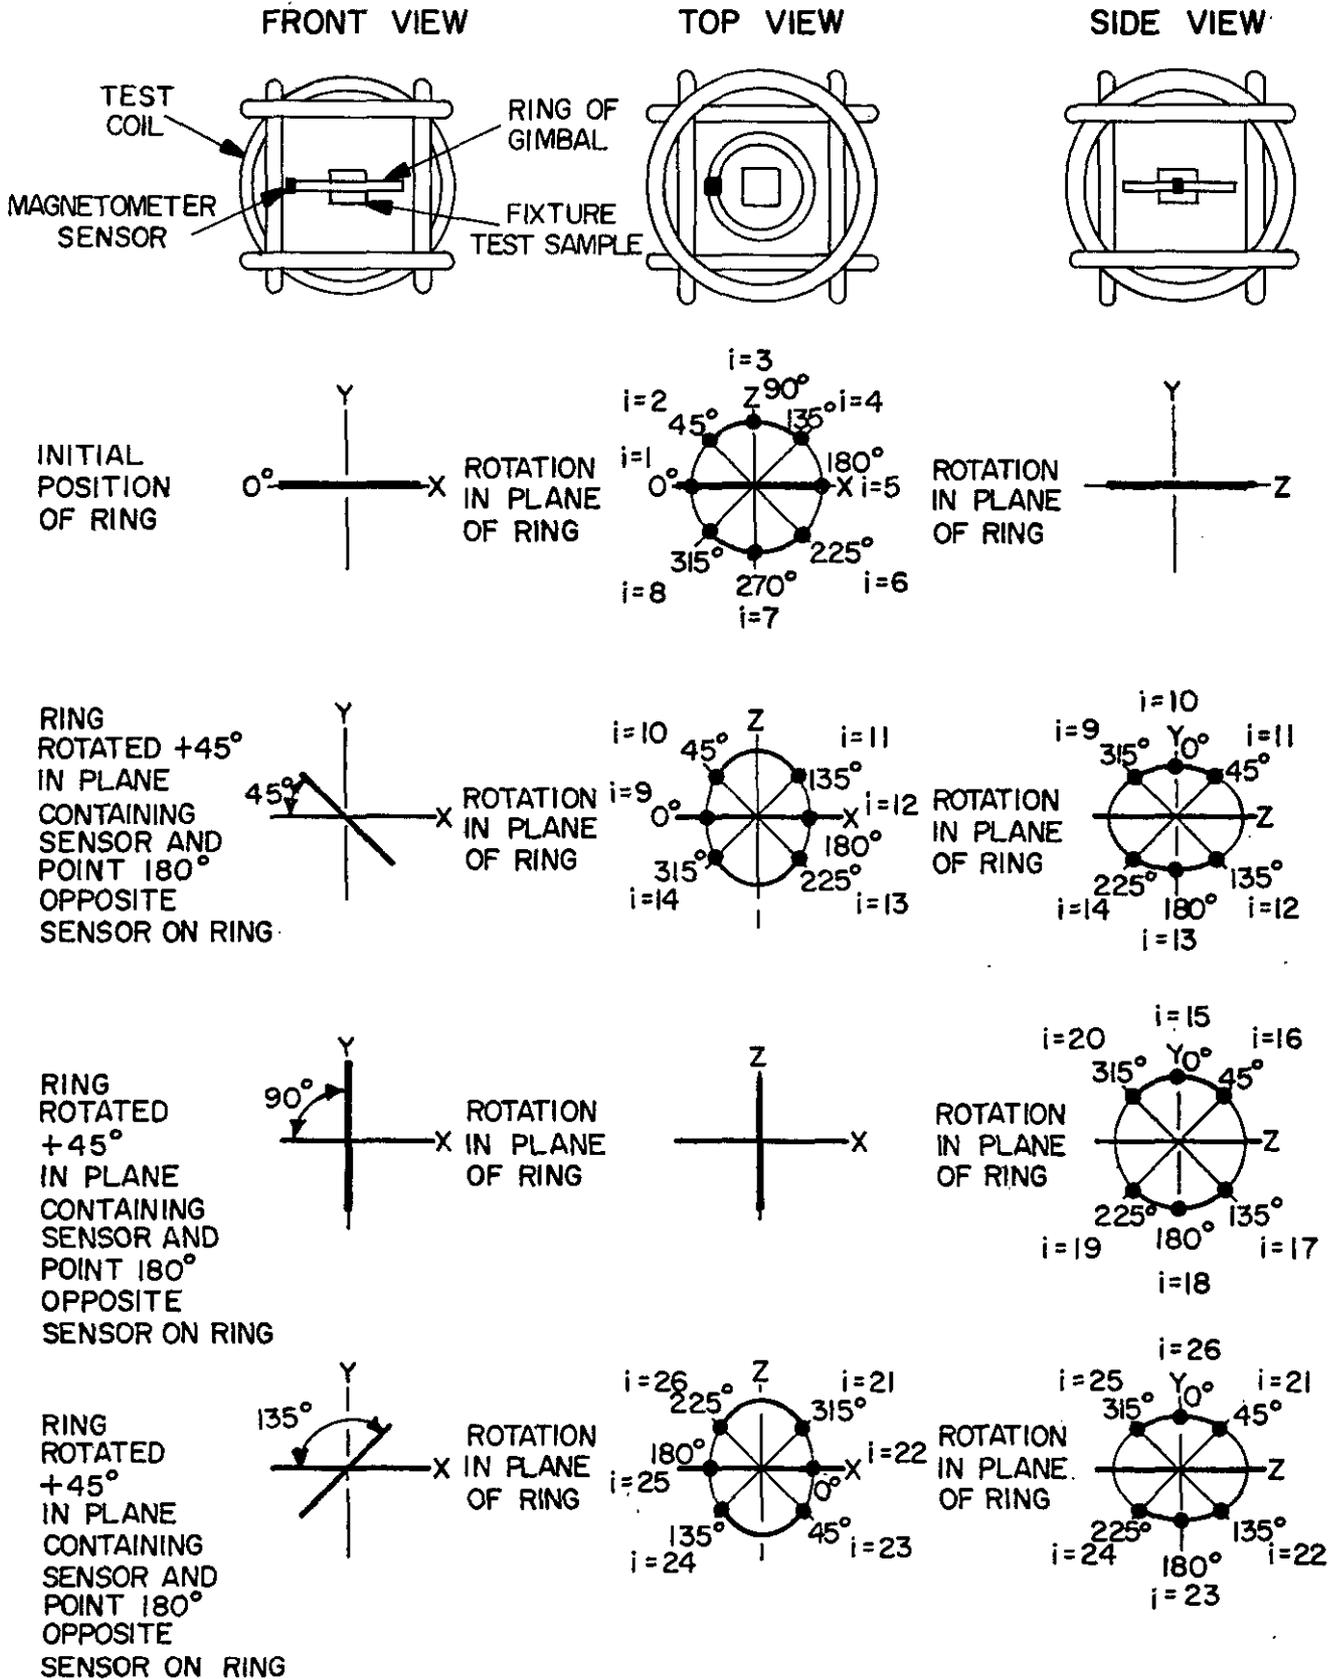 FRONT VIEW
TOP VIEW
SIDE VIEW
TEST
COIL
RING OF
GIMBAL
MAGNETOMETER
SENSOR
FIXTURE
TEST SAMPLE
INITIAL
POSITION
OF RING
Y
0°
X
ROTATION
IN PLANE
OF RING
i=3
Z 90°
i=2
45°
135°
i=4
i=1
0°
180°
X
i=5
315°
225°
i=8
270°
i=6
i=7
ROTATION
IN PLANE
OF RING
Y
Z
RING
ROTATED +45°
IN PLANE
CONTAINING
SENSOR AND
POINT 180°
OPPOSITE
SENSOR ON RING
Y
45°
X
ROTATION
IN PLANE
OF RING
Z
i=10
45°
i=11
135°
i=9
0°
X
i=12
180°
315°
225°
i=14
i=13
ROTATION
IN PLANE
OF RING
i=10
i=9
Y
0°
i=11
315°
45°
Z
225°
135°
i=14
180°
i=12
i=13
RING
ROTATED
+45°
IN PLANE
CONTAINING
SENSOR AND
POINT 180°
OPPOSITE
SENSOR ON RING
Y
90°
X
ROTATION
IN PLANE
OF RING
Z
X
ROTATION
IN PLANE
OF RING
i=15
i=20
Y
0°
i=16
315°
45°
Z
225°
135°
i=19
180°
i=17
i=18
RING
ROTATED
+45°
IN PLANE
CONTAINING
SENSOR AND
POINT 180°
OPPOSITE
SENSOR ON RING
Y
135°
X
ROTATION
IN PLANE
OF RING
Z
i=26
225°
i=21
315°
180°
X
i=22
i=25
0°
135°
45°
i=24
i=23
ROTATION
IN PLANE
OF RING
i=26
i=25
Y
0°
i=21
315°
45°
Z
225°
135°
i=24
180°
i=22
i=23